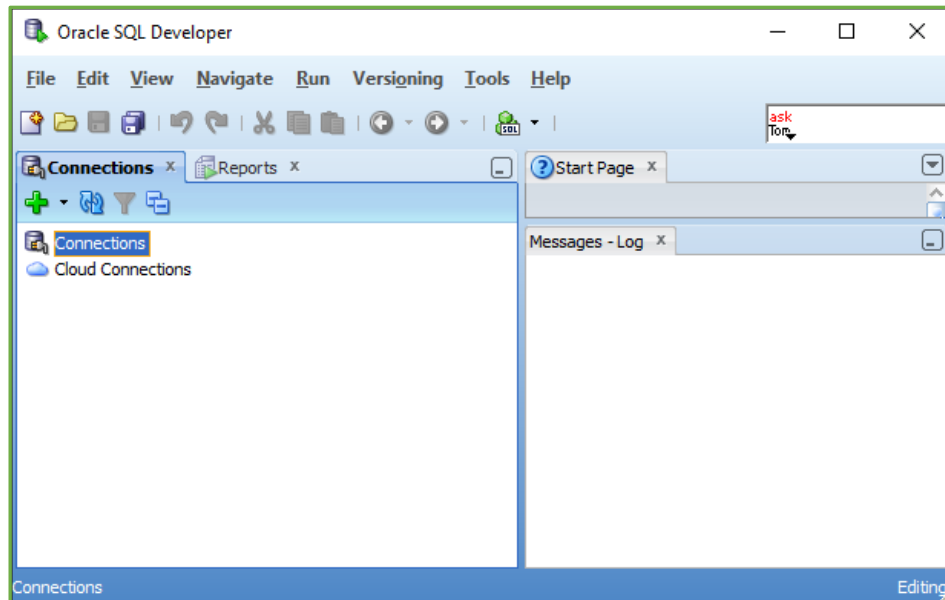 Oracle SQL Developer
File Edit View Navigate Run Versioning Tools Help
SQL
ask
Tom
Connections x Reports x
Start Page x
Connections
Cloud Connections
Messages - Log x
Connections
Editing